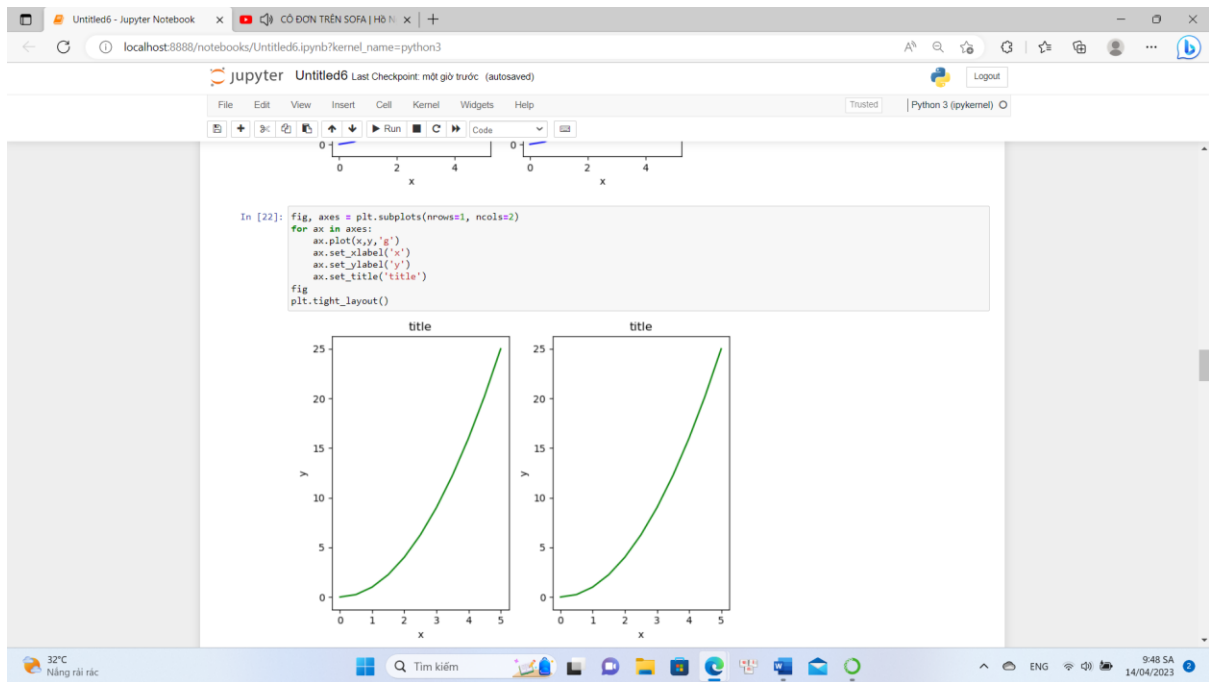 Untitled6 - Jupyter Notebook
CÔ ĐƠN TRÊN SOFA | Hồ N
localhost:8888/notebooks/Untitled6.ipynb?kernel_name=python3
jupyter Untitled6 Last Checkpoint: một giờ trước (autosaved)
Logout
File Edit View Insert Cell Kernel Widgets Help
Trusted Python 3 (ipykernel)
Run Code
0 0
0 2 4 0 2 4
x x
In [22]: fig, axes = plt.subplots(nrows=1, ncols=2)
for ax in axes:
ax.plot(x,y,'g')
ax.set_xlabel('x')
ax.set_ylabel('y')
ax.set_title('title')
fig
plt.tight_layout()
title title
25 25
20 20
15 15
y y
10 10
5 5
0 0
0 1 2 3 4 5 0 1 2 3 4 5
x x
32°C
Nắng rải rác
Tìm kiếm
ENG
9:48 SA
14/04/2023
2